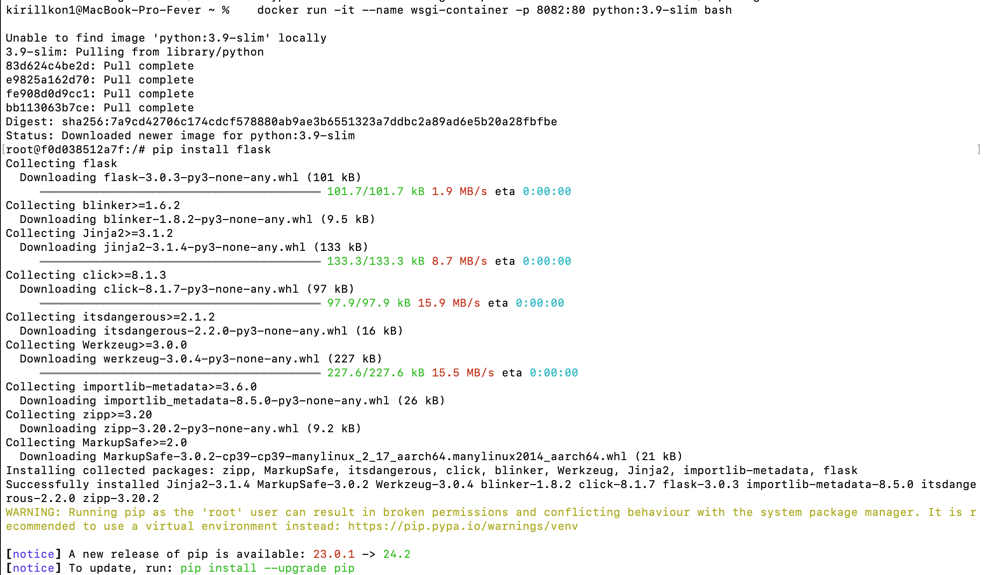 kirillkon1@MacBook-Pro-Fever ~ %    docker run -it --name wsgi-container -p 8082:80 python:3.9-slim bash
Unable to find image 'python:3.9-slim' locally
3.9-slim: Pulling from library/python
83d624c4be2d: Pull complete
e9825a162d70: Pull complete
fe908d0d9cc1: Pull complete
bb113063b7ce: Pull complete
Digest: sha256:7a9cd42706c174cdcf578880ab9ae3b6551323a7ddbc2a89ad6e5b20a28fbfbe
Status: Downloaded newer image for python:3.9-slim
[root@f0d038512a7f:/# pip install flask ]
Collecting flask
  Downloading flask-3.0.3-py3-none-any.whl (101 kB)
101.7/101.7 kB 1.9 MB/s eta 0:00:00
Collecting blinker>=1.6.2
  Downloading blinker-1.8.2-py3-none-any.whl (9.5 kB)
Collecting Jinja2>=3.1.2
  Downloading jinja2-3.1.4-py3-none-any.whl (133 kB)
133.3/133.3 kB 8.7 MB/s eta 0:00:00
Collecting click>=8.1.3
  Downloading click-8.1.7-py3-none-any.whl (97 kB)
97.9/97.9 kB 15.9 MB/s eta 0:00:00
Collecting itsdangerous>=2.1.2
  Downloading itsdangerous-2.2.0-py3-none-any.whl (16 kB)
Collecting Werkzeug>=3.0.0
  Downloading werkzeug-3.0.4-py3-none-any.whl (227 kB)
227.6/227.6 kB 15.5 MB/s eta 0:00:00
Collecting importlib-metadata>=3.6.0
  Downloading importlib_metadata-8.5.0-py3-none-any.whl (26 kB)
Collecting zipp>=3.20
  Downloading zipp-3.20.2-py3-none-any.whl (9.2 kB)
Collecting MarkupSafe>=2.0
  Downloading MarkupSafe-3.0.2-cp39-cp39-manylinux_2_17_aarch64.manylinux2014_aarch64.whl (21 kB)
Installing collected packages: zipp, MarkupSafe, itsdangerous, click, blinker, Werkzeug, Jinja2, importlib-metadata, flask
Successfully installed Jinja2-3.1.4 MarkupSafe-3.0.2 Werkzeug-3.0.4 blinker-1.8.2 click-8.1.7 flask-3.0.3 importlib-metadata-8.5.0 itsdange
rous-2.2.0 zipp-3.20.2
WARNING: Running pip as the 'root' user can result in broken permissions and conflicting behaviour with the system package manager. It is r
ecommended to use a virtual environment instead: https://pip.pypa.io/warnings/venv
[notice] A new release of pip is available: 23.0.1 -> 24.2
[notice] To update, run: pip install --upgrade pip